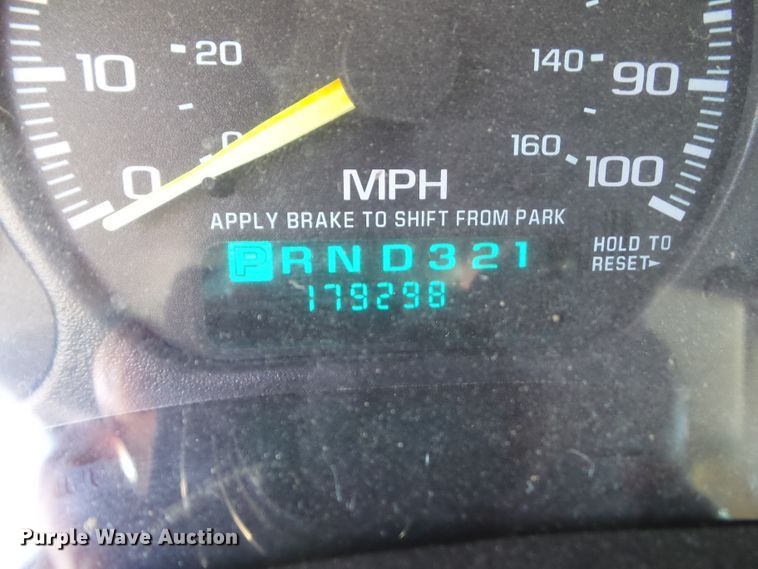 20 140 90
10
0 0 160 100
MPH
APPLY BRAKE TO SHIFT FROM PARK
PRND321
HOLD TO
RESET
179298
Purple Wave Auction